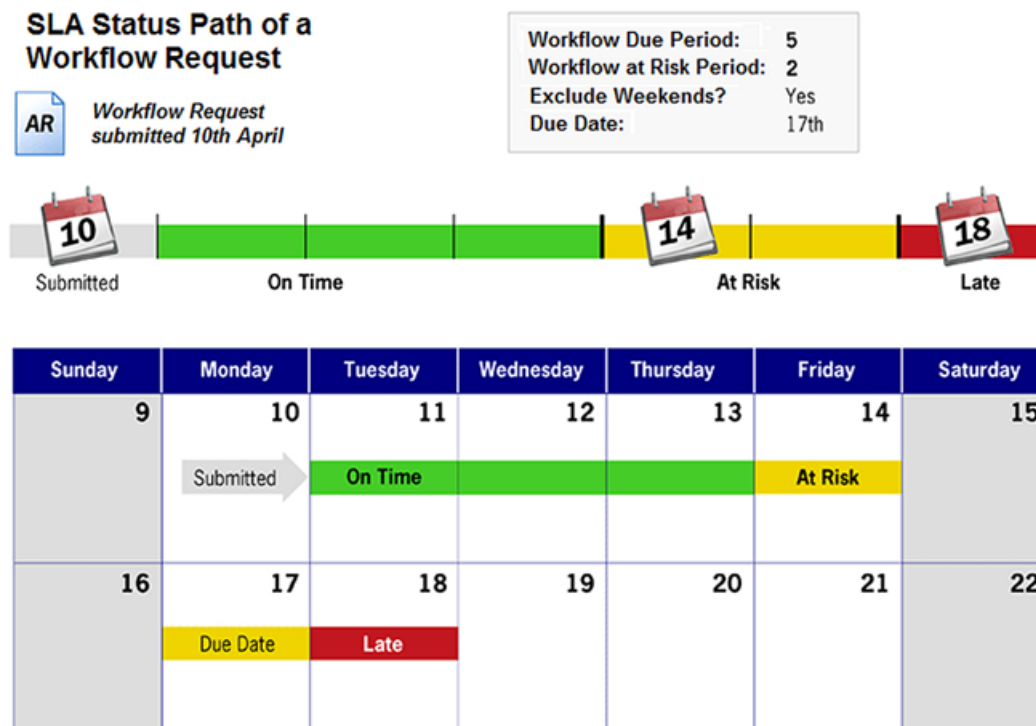 SLA Status Path of a
Workflow Request
AR
Workflow Request
submitted 10th April
Workflow Due Period: 5
Workflow at Risk Period: 2
Exclude Weekends? Yes
Due Date: 17th
10 14 18
Submitted On Time At Risk Late
Sunday Monday Tuesday Wednesday Thursday Friday Saturday
9 10 11 12 13 14 15
Submitted On Time At Risk
16 17 18 19 20 21 22
Due Date Late